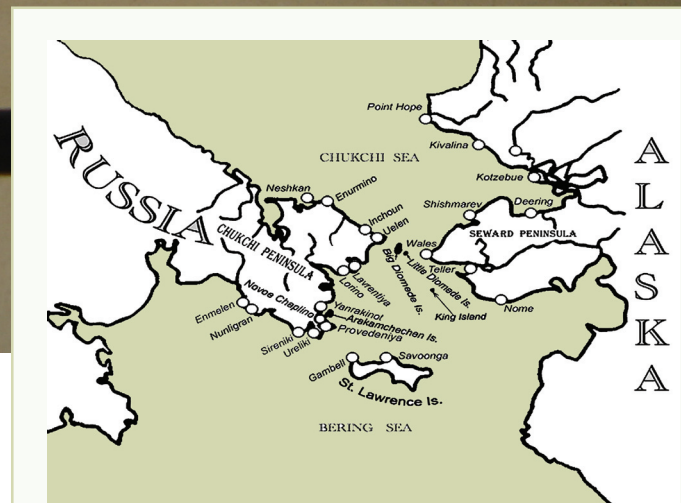 RUSSIA
ALASKA
CHUKCHI SEA
Point Hope
Kivalina
Kotzebue
Deering
Shishmarev
SEWARD PENINSULA
Wales
Teller
Nome
Little Diomede Is.
Big Diomede Is.
King Island
Neshkan
Enurmino
Inchoun
Uelen
CHUKCHI PENINSULA
Lavrentiya
Lorino
Novoe Chaplino
Yanrakinot
Arakamchechen Is.
Provedeniya
Enmelen
Nunligran
Sireniki
Ureliki
Gambell
Savoonga
St. Lawrence Is.
BERING SEA